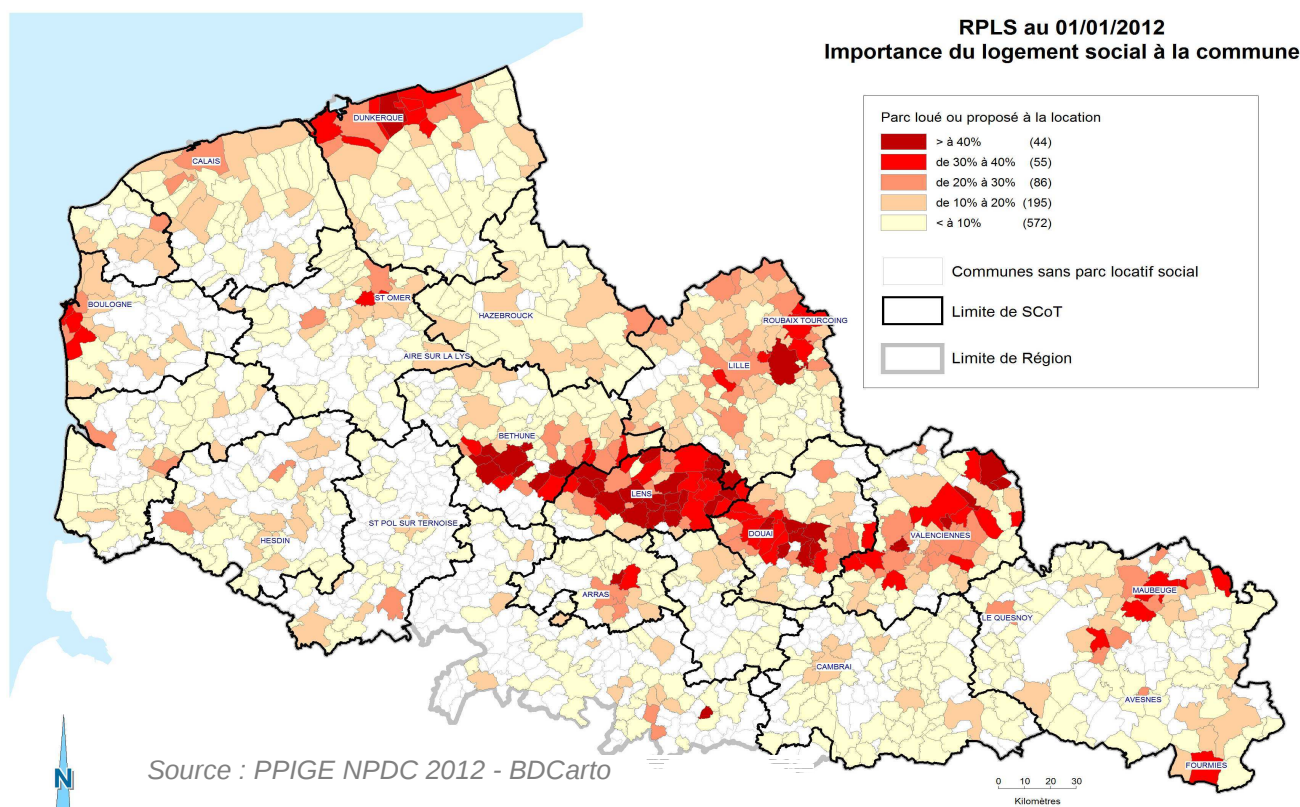 RPLS au 01/01/2012
Importance du logement social à la commune
Parc loué ou proposé à la location
> à 40% (44)
de 30% à 40% (55)
de 20% à 30% (86)
de 10% à 20% (195)
< à 10% (572)
Communes sans parc locatif social
Limite de SCoT
Limite de Région
DUNKERQUE
CALAIS
BOULOGNE
ST OMER
HAZEBROUCK
ROUBAIX TOURCOING
AIRE SUR LA LYS
LILLE
BETHUNE
LENS
ST POL SUR TERNOISE
HESDIN
DOUAI
VALENCIENNES
ARRAS
MAUBEUGE
LE QUESNOY
CAMBRAI
AVESNES
FOURMIES
N
Source : PPIGE NPDC 2012 - BDCarto
0 10 20 30
Kilomètres